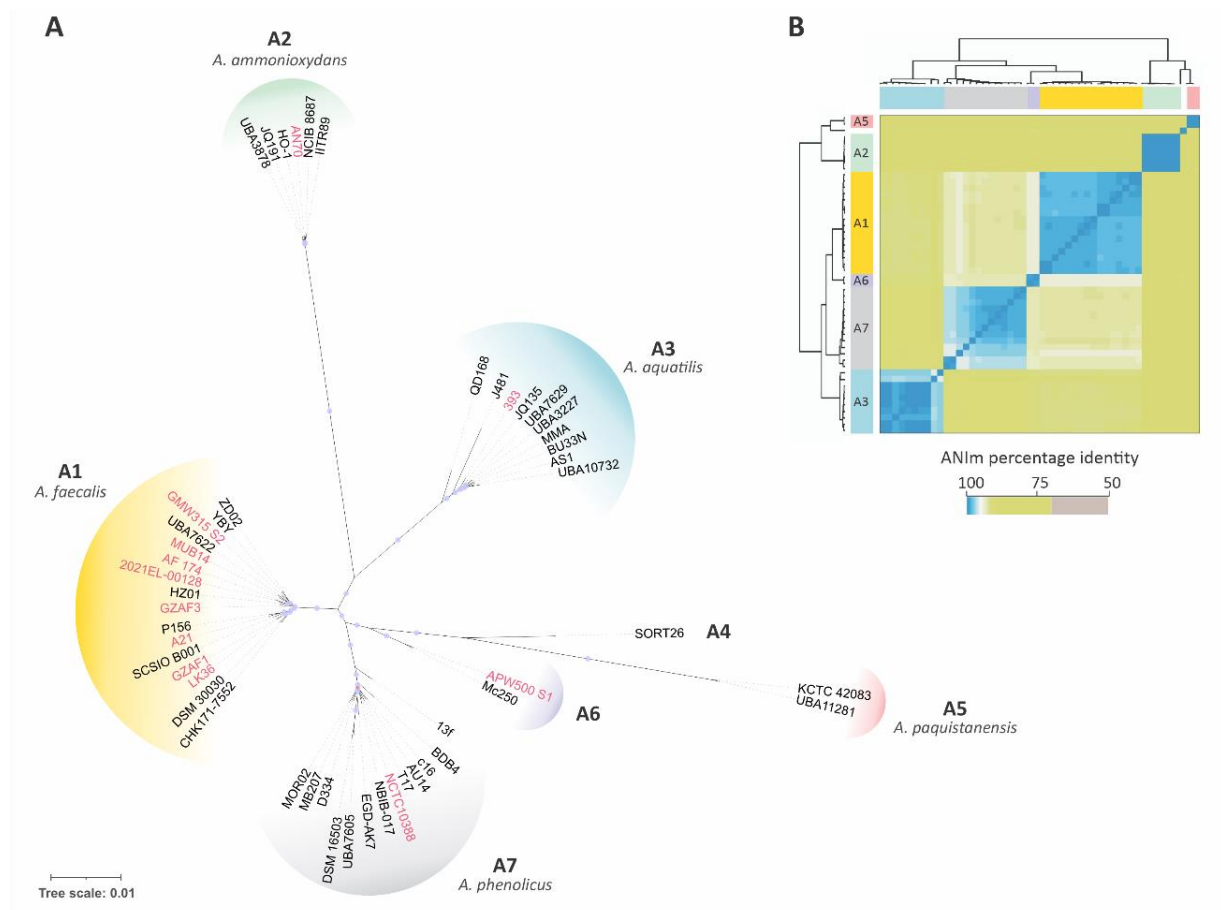 A
A2
A. ammonioxydans
UBA3878
JQ191
HO-1
AN70
NCIB 8687
IITR89
A3
A. aquatilis
QD168
J481
393
JQ135
UBA7629
UBA3227
MMA
BU33N
AS1
UBA10732
A1
A. faecalis
ZD02
YBY
GMW315 S2
UBA7622
MUB14
AF 174
2021EL-00128
HZ01
GZAF3
P156
A21
SCSIO B001
GZAF1
LK36
DSM 30030
CHK171-7552
SORT26
A4
KCTC 42083
UBA11281
A5
A. paquistanensis
APW500 S1
Mc250
A6
13f
BDB4
c16
AU14
T17
NCTC10388
NBIB-017
EGD-AK7
UBA7605
DSM 16503
D334
MB207
MOR02
A7
A. phenolicus
Tree scale: 0.01
B
A5
A2
A1
A6
A7
A3
ANIm percentage identity
100 75 50